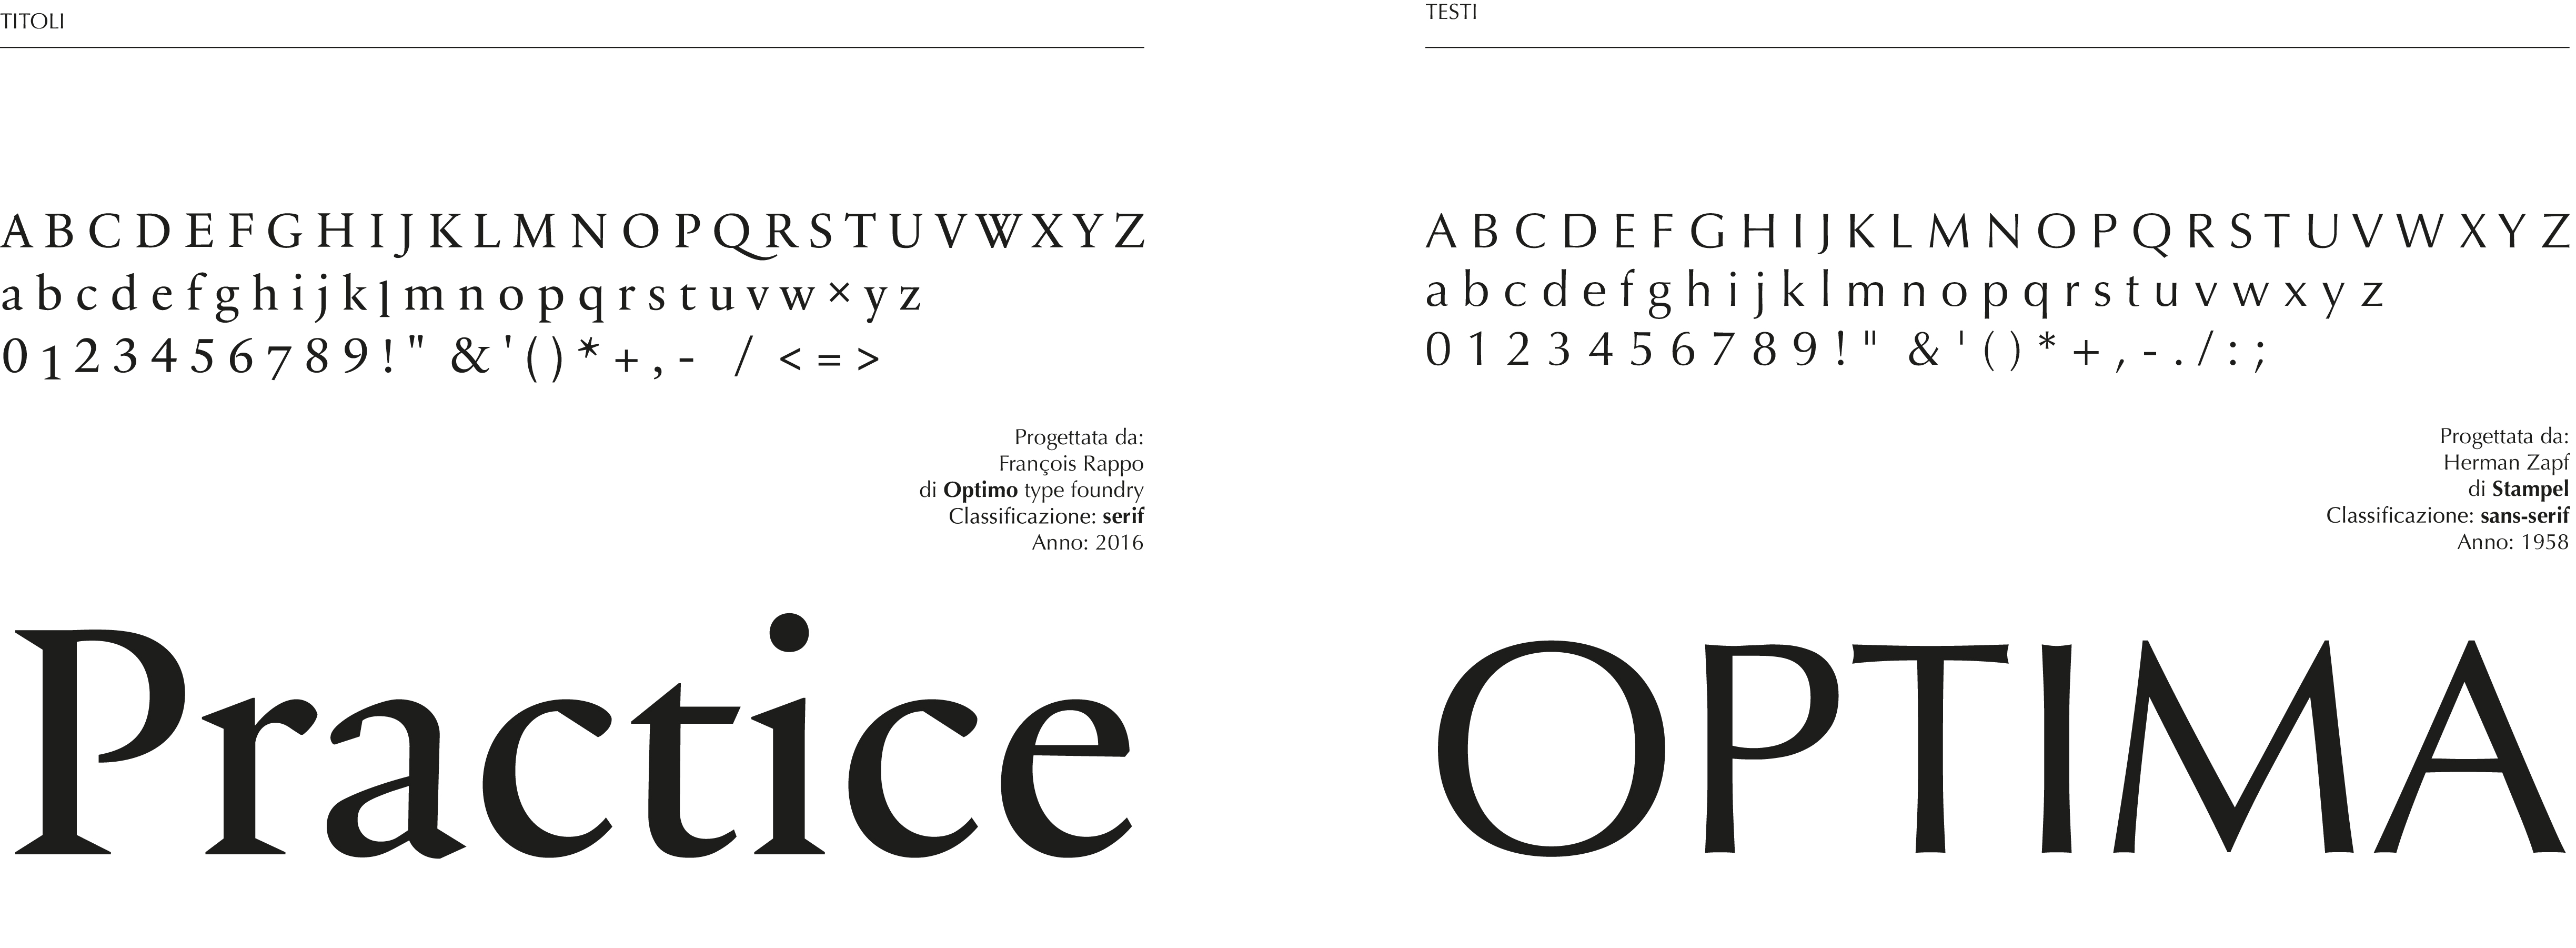 TITOLI
A B C D E F G H I J K L M N O P Q R S T U V W X Y Z
a b c d e f g h i j k l m n o p q r s t u v w × y z
0 1 2 3 4 5 6 7 8 9 ! " & ' ( ) * + , - / < = >
Progettata da:
François Rappo
di Optimo type foundry
Classificazione: serif
Anno: 2016
Practice
TESTI
A B C D E F G H I J K L M N O P Q R S T U V W X Y Z
a b c d e f g h i j k l m n o p q r s t u v w x y z
0 1 2 3 4 5 6 7 8 9 ! " & ' ( ) * + , - . / : ;
Progettata da:
Herman Zapf
di Stampel
Classificazione: sans-serif
Anno: 1958
OPTIMA